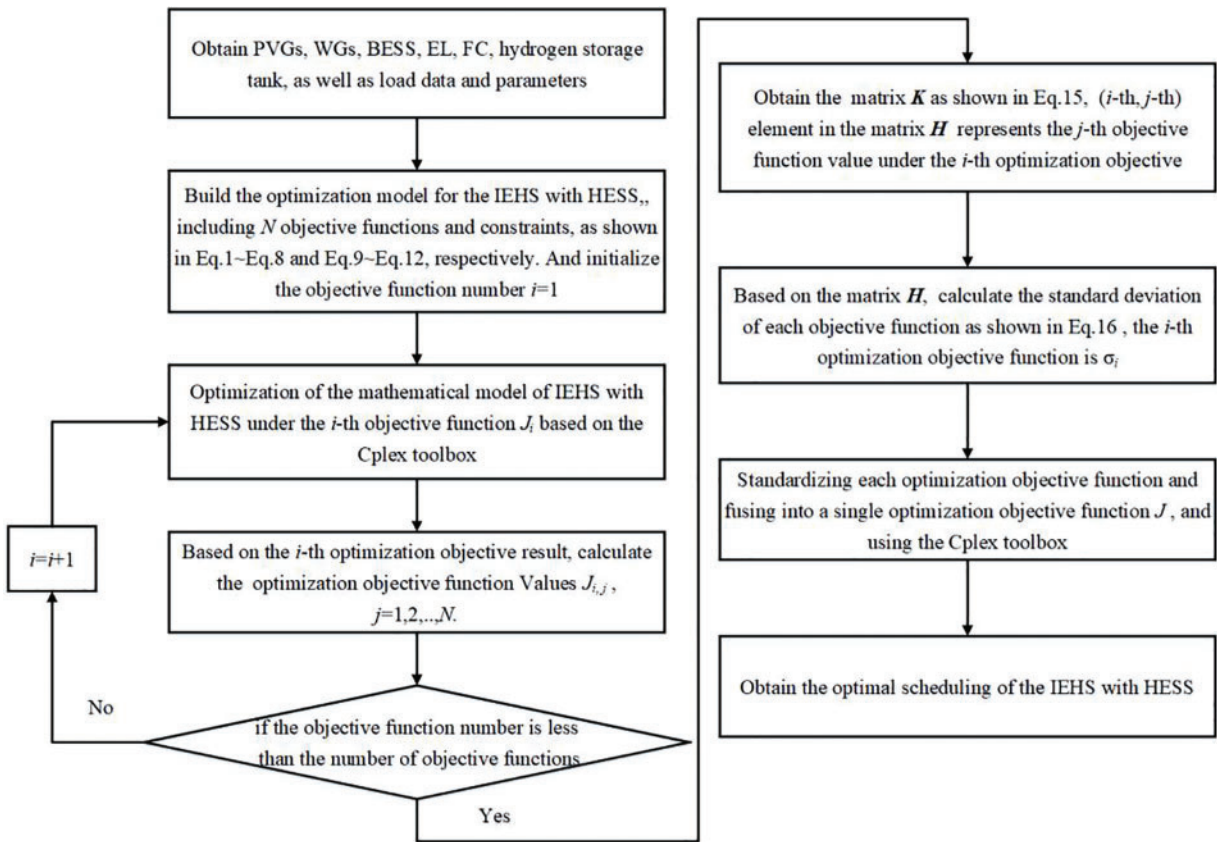 Obtain PVGs, WGs, BESS, EL, FC, hydrogen storage
tank, as well as load data and parameters
Build the optimization model for the IEHS with HESS,,
including N objective functions and constraints, as shown
in Eq.1~Eq.8 and Eq.9~Eq.12, respectively. And initialize
the objective function number i=1
Optimization of the mathematical model of IEHS with
HESS under the i-th objective function Ji based on the
Cplex toolbox
i=i+1
Based on the i-th optimization objective result, calculate
the optimization objective function Values Ji,j ,
j=1,2,..,N.
No
if the objective function number is less
than the number of objective functions
Yes
Obtain the matrix K as shown in Eq.15, (i-th, j-th)
element in the matrix H represents the j-th objective
function value under the i-th optimization objective
Based on the matrix H, calculate the standard deviation
of each objective function as shown in Eq.16 , the i-th
optimization objective function is σi
Standardizing each optimization objective function and
fusing into a single optimization objective function J , and
using the Cplex toolbox
Obtain the optimal scheduling of the IEHS with HESS